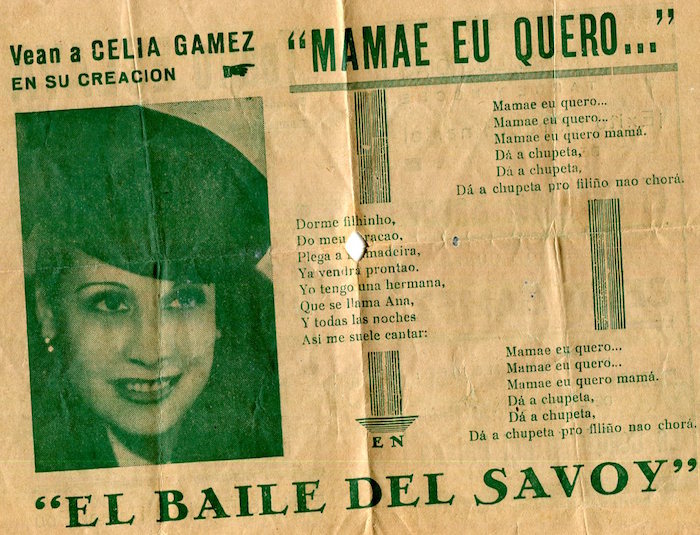 Vean a CELIA GAMEZ
EN SU CREACION
“MAMAE EU QUERO...”
Mamae eu quero...
Mamae eu quero...
Mamae eu quero mamá.
Dá a chupeta,
Dá a chupeta,
Dá a chupeta pro filiño nao chorá.
Dorme filhinho,
Do meu coracao,
Plega a mamadeira,
Ya vendrá prontao.
Yo tengo una hermana,
Que se llama Ana,
Y todas las noches
Asi me suele cantar:
Mamae eu quero...
Mamae eu quero...
Mamae eu quero mamá.
Dá a chupeta,
Dá a chupeta,
Dá a chupeta pro filiño nao chorá.
EN
“EL BAILE DEL SAVOY”